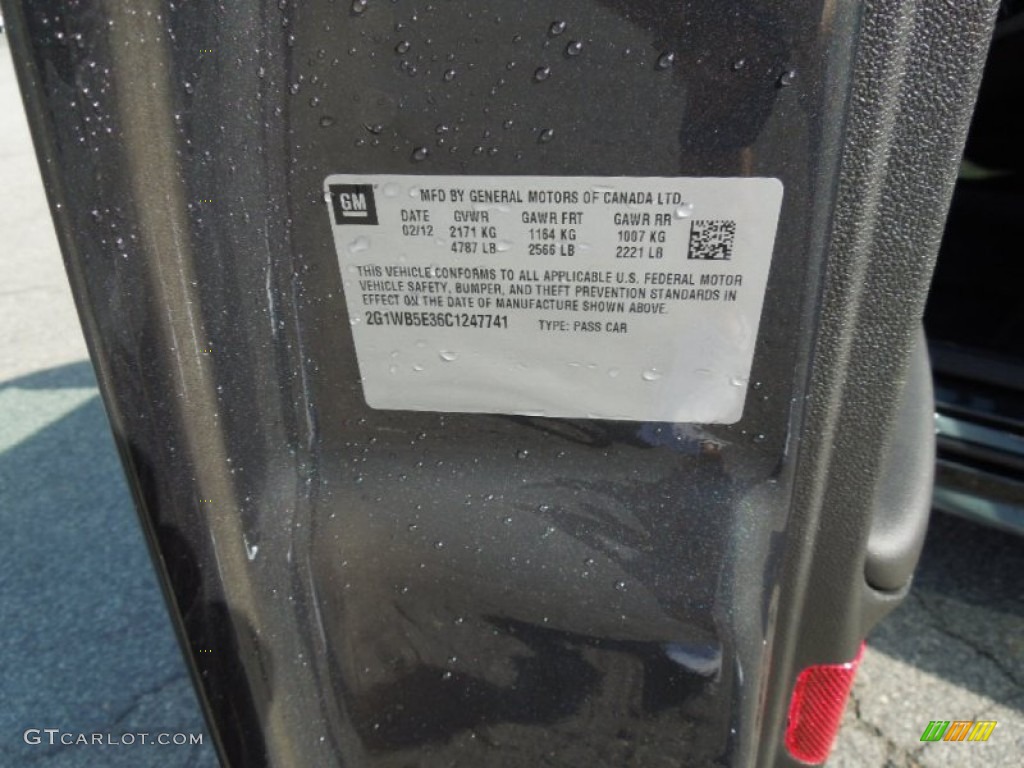 GM
MFD BY GENERAL MOTORS OF CANADA LTD.
DATE GVWR GAWR FRT GAWR RR
02/12 2171 KG 1164 KG 1007 KG
4787 LB 2566 LB 2221 LB
THIS VEHICLE CONFORMS TO ALL APPLICABLE U.S. FEDERAL MOTOR
VEHICLE SAFETY, BUMPER, AND THEFT PREVENTION STANDARDS IN
EFFECT ON THE DATE OF MANUFACTURE SHOWN ABOVE.
2G1WB5E36C1247741 TYPE: PASS CAR
GTCARLOT.COM